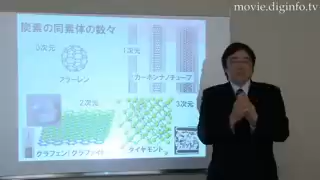 movie.diginfo.tv
炭素の同素体の数々
0次元
1次元
フラーレン
カーボンナノチューブ
2次元
3次元
グラフェン/グラファイト
ダイヤモンド